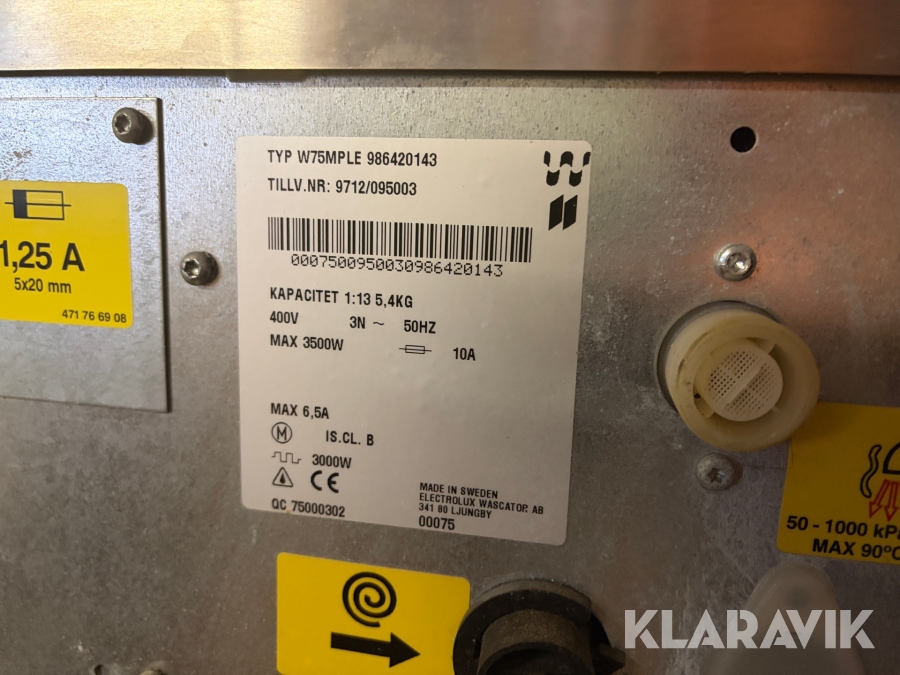 TYP W75MPLE 986420143
TILLV.NR: 9712/095003
0007500950030986420143
KAPACITET 1:13 5,4KG
400V 3N ~ 50HZ
MAX 3500W 10A
MAX 6,5A
M IS.CL. B
3000W
CE
QC 75000302
MADE IN SWEDEN
ELECTROLUX WASCATOR AB
341 80 LJUNGBY
00075
1,25 A
5x20 mm
471 76 69 08
50 - 1000 kPa
MAX 90°C
KLARAVIK